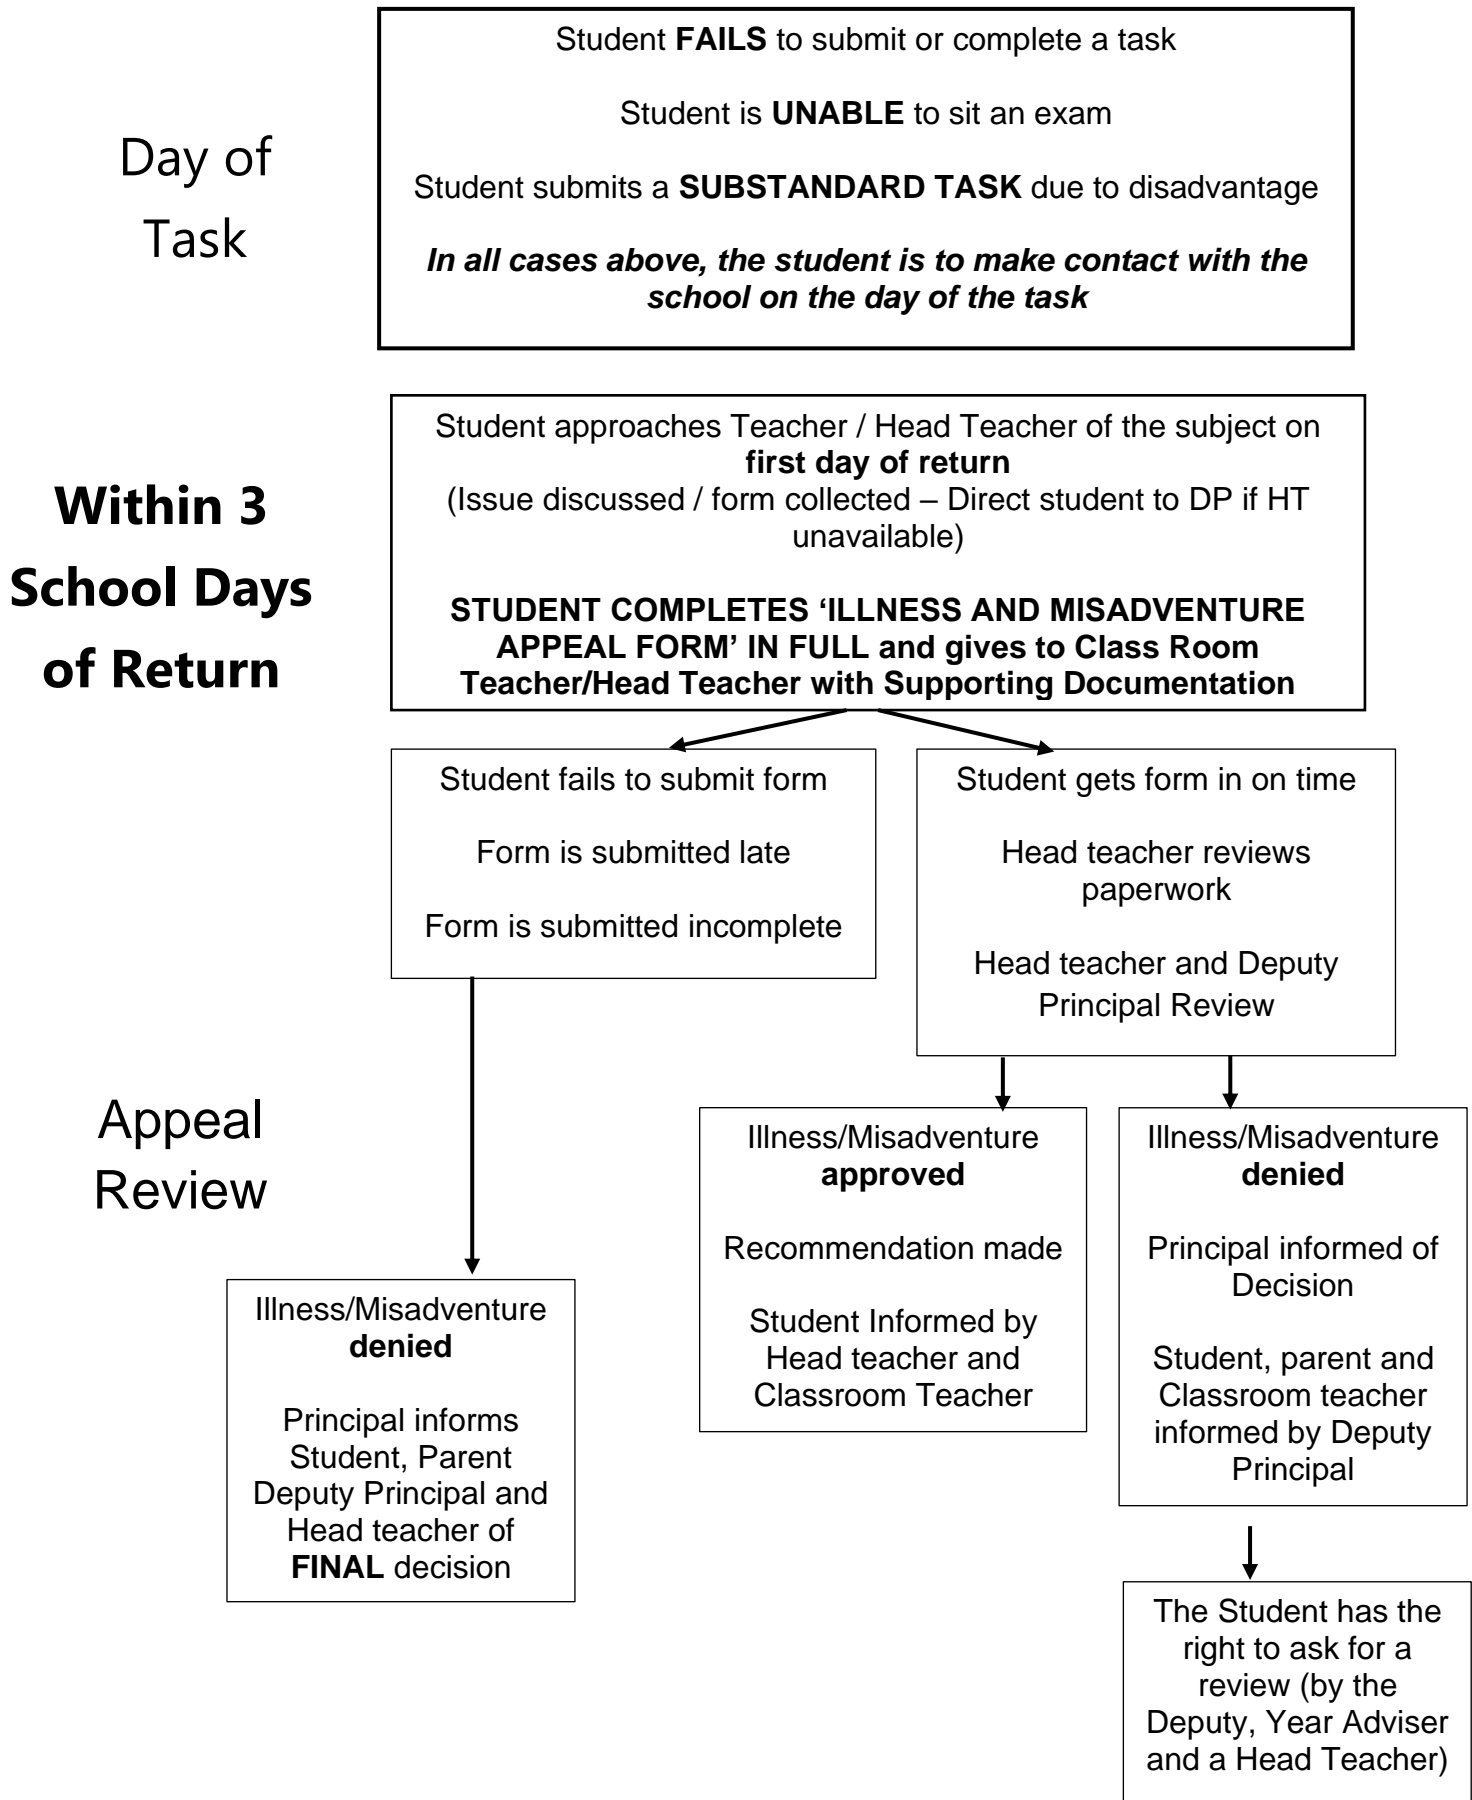 Day of
Task
Student FAILS to submit or complete a task
Student is UNABLE to sit an exam
Student submits a SUBSTANDARD TASK due to disadvantage
In all cases above, the student is to make contact with the
school on the day of the task
Within 3
School Days
of Return
Student approaches Teacher / Head Teacher of the subject on
first day of return
(Issue discussed / form collected – Direct student to DP if HT
unavailable)
STUDENT COMPLETES ‘ILLNESS AND MISADVENTURE
APPEAL FORM’ IN FULL and gives to Class Room
Teacher/Head Teacher with Supporting Documentation
Student fails to submit form
Form is submitted late
Form is submitted incomplete
Student gets form in on time
Head teacher reviews
paperwork
Head teacher and Deputy
Principal Review
Appeal
Review
Illness/Misadventure
denied
Principal informs
Student, Parent
Deputy Principal and
Head teacher of
FINAL decision
Illness/Misadventure
approved
Recommendation made
Student Informed by
Head teacher and
Classroom Teacher
Illness/Misadventure
denied
Principal informed of
Decision
Student, parent and
Classroom teacher
informed by Deputy
Principal
The Student has the
right to ask for a
review (by the
Deputy, Year Adviser
and a Head Teacher)